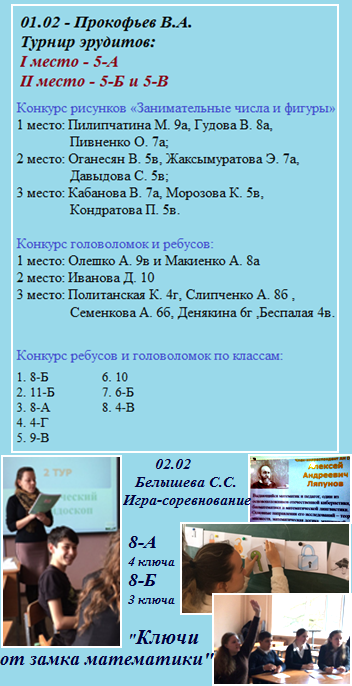 01.02 - Прокофьев В.А.
Турнир эрудитов:
I место - 5-А
II место - 5-Б и 5-В
Конкурс рисунков «Занимательные числа и фигуры»
1 место: Пилипчатина М. 9а, Гудова В. 8а,
Пивненко О. 7а;
2 место: Оганесян В. 5в, Жаксымуратова Э. 7а,
Давыдова С. 5в;
3 место: Кабанова В. 7а, Морозова К. 5в,
Кондратова П. 5в.
Конкурс головоломок и ребусов:
1 место: Олешко А. 9в и Макиенко А. 8а
2 место: Иванова Д. 10
3 место: Политанская К. 4г, Слипченко А. 8б ,
Семенкова А. 6б, Денякина 6г ,Беспалая 4в.
Конкурс ребусов и головоломок по классам:
1. 8-Б 6. 10
2. 11-Б 7. 6-Б
3. 8-А 8. 4-В
4. 4-Г
5. 9-В
2 ТУР
02.02
Белышева С.С.
Игра-соревнование
Алексей
Андреевич
Ляпунов
8-А
4 ключа
8-Б
3 ключа
"Ключи
от замка математики"